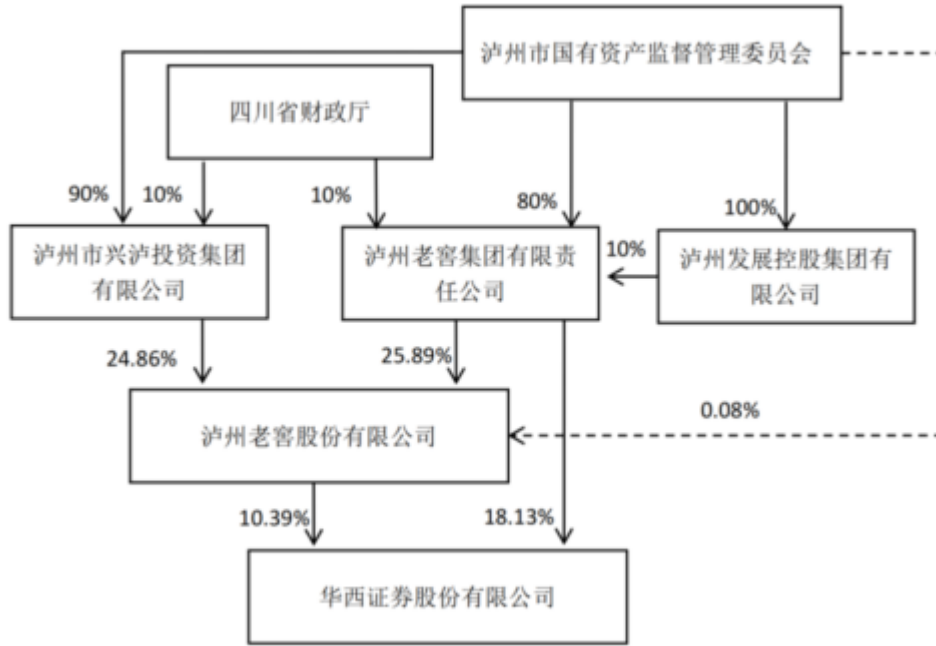 泸州市国有资产监督管理委员会
四川省财政厅
90%
10%
10%
80%
100%
泸州市兴泸投资集团
有限公司
泸州老窖集团有限责
任公司
10%
泸州发展控股集团有
限公司
24.86%
25.89%
泸州老窖股份有限公司
0.08%
10.39%
18.13%
华西证券股份有限公司